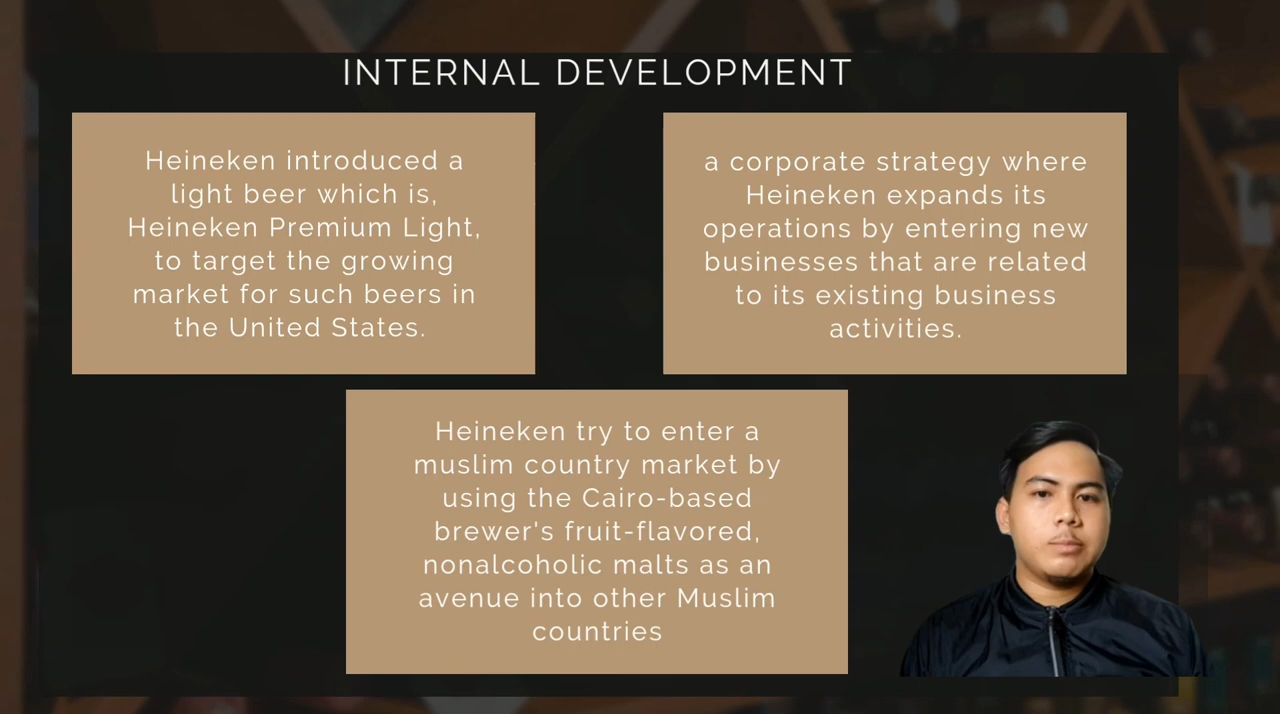 INTERNAL DEVELOPMENT
Heineken introduced a
light beer which is,
Heineken Premium Light,
to target the growing
market for such beers in
the United States.
a corporate strategy where
Heineken expands its
operations by entering new
businesses that are related
to its existing business
activities.
Heineken try to enter a
muslim country market by
using the Cairo-based
brewer's fruit-flavored,
nonalcoholic malts as an
avenue into other Muslim
countries